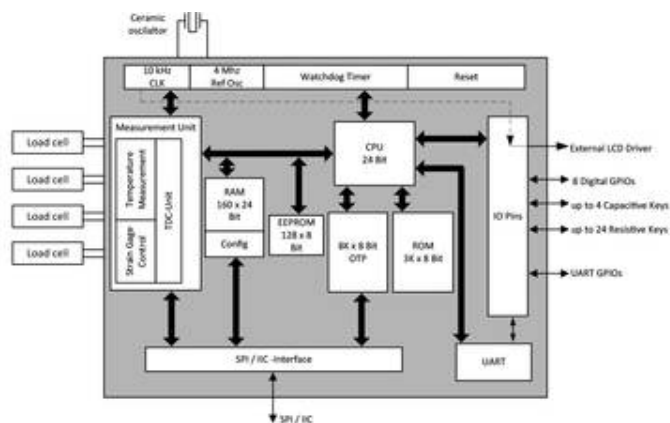 Ceramic
oscilaltor
10 kHz
CLK
4 Mhz
Ref Osc
Watchdog Timer
Reset
Measurement Unit
Temperature
Measurement
Strain Gage
Control
TDC-Unit
Load cell
Load cell
Load cell
Load cell
CPU
24 Bit
RAM
160 x 24
Bit
Config
EEPROM
128 x 8
Bit
8K x 8 Bit
OTP
ROM
3K x 8 Bit
IO Pins
External LCD Driver
8 Digital GPIOs
up to 4 Capacitive Keys
up to 24 Resistive Keys
UART GPIOs
SPI / IIC -Interface
UART
SPI / IIC